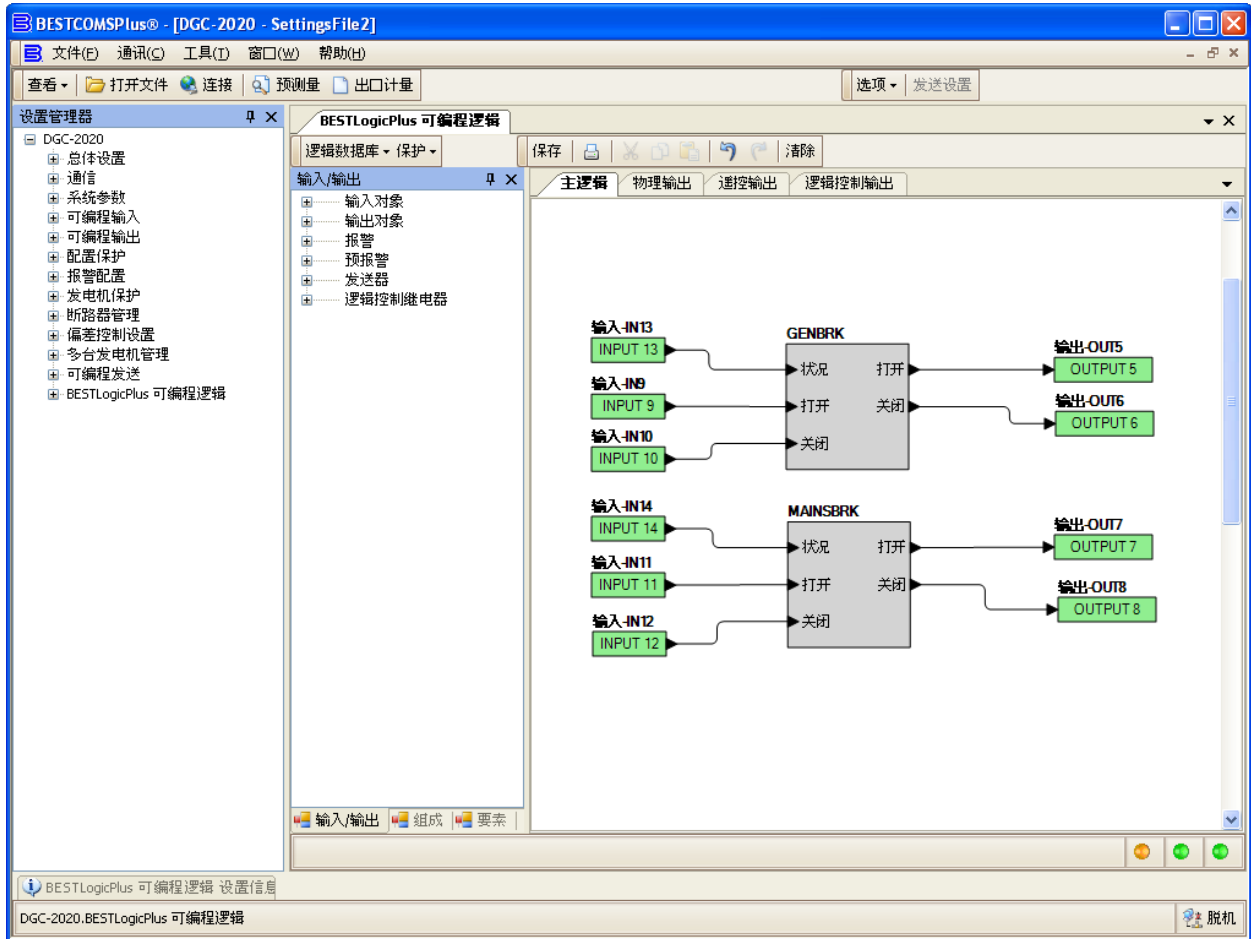 BESTCOMSPlus® - [DGC-2020 - SettingsFile2]
文件(F) 通讯(C) 工具(T) 窗口(W) 帮助(H)
查看 打开文件 连接 预测量 出口计量 选项 发送设置
设置管理器
DGC-2020
总体设置
通信
系统参数
可编程输入
可编程输出
配置保护
报警配置
发电机保护
断路器管理
偏差控制设置
多台发电机管理
可编程发送
BESTLogicPlus 可编程逻辑
BESTLogicPlus 可编程逻辑
逻辑数据库 保护 保存 清除
输入/输出
输入对象
输出对象
报警
预报警
发送器
逻辑控制继电器
输入/输出 组成 要素
主逻辑 物理输出 遥控输出 逻辑控制输出
输入-IN13
INPUT 13
输入-IN9
INPUT 9
输入-IN10
INPUT 10
GENBRK
状况 打开
打开 关闭
关闭
输出-OUT5
OUTPUT 5
输出-OUT6
OUTPUT 6
输入-IN14
INPUT 14
输入-IN11
INPUT 11
输入-IN12
INPUT 12
MAINSBRK
状况 打开
打开 关闭
关闭
输出-OUT7
OUTPUT 7
输出-OUT8
OUTPUT 8
BESTLogicPlus 可编程逻辑 设置信息
DGC-2020.BESTLogicPlus 可编程逻辑 脱机